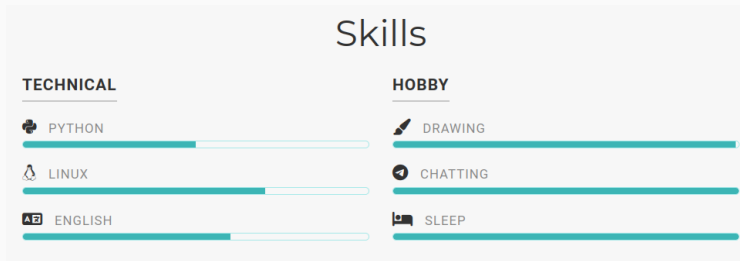 Skills
TECHNICAL
PYTHON
LINUX
ENGLISH
HOBBY
DRAWING
CHATTING
SLEEP